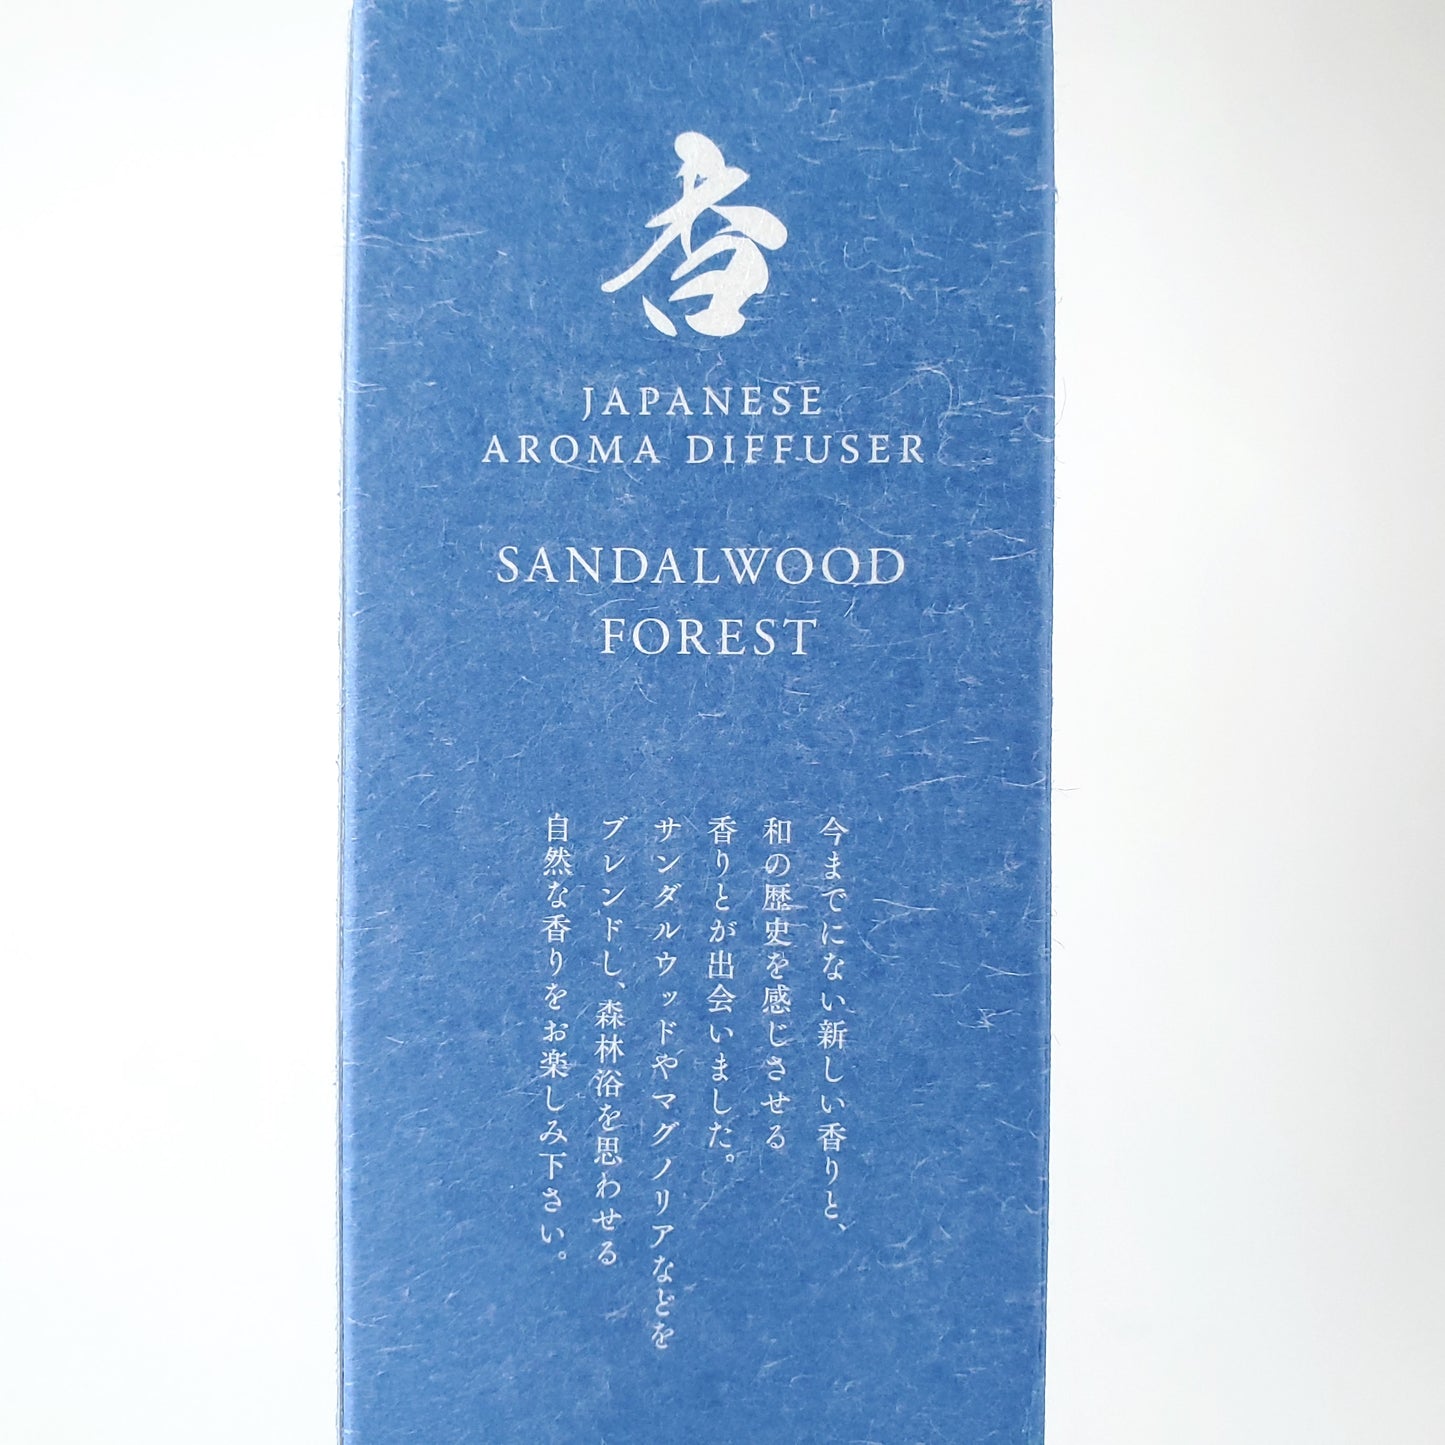 香
JAPANESE
AROMA DIFFUSER
SANDALWOOD
FOREST
今までにない新しい香りと、
和の歴史を感じさせる
香りとが出会いました。
サンダルウッドやマグノリアなどを
ブレンドし、森林浴を思わせる
自然な香りをお楽しみ下さい。